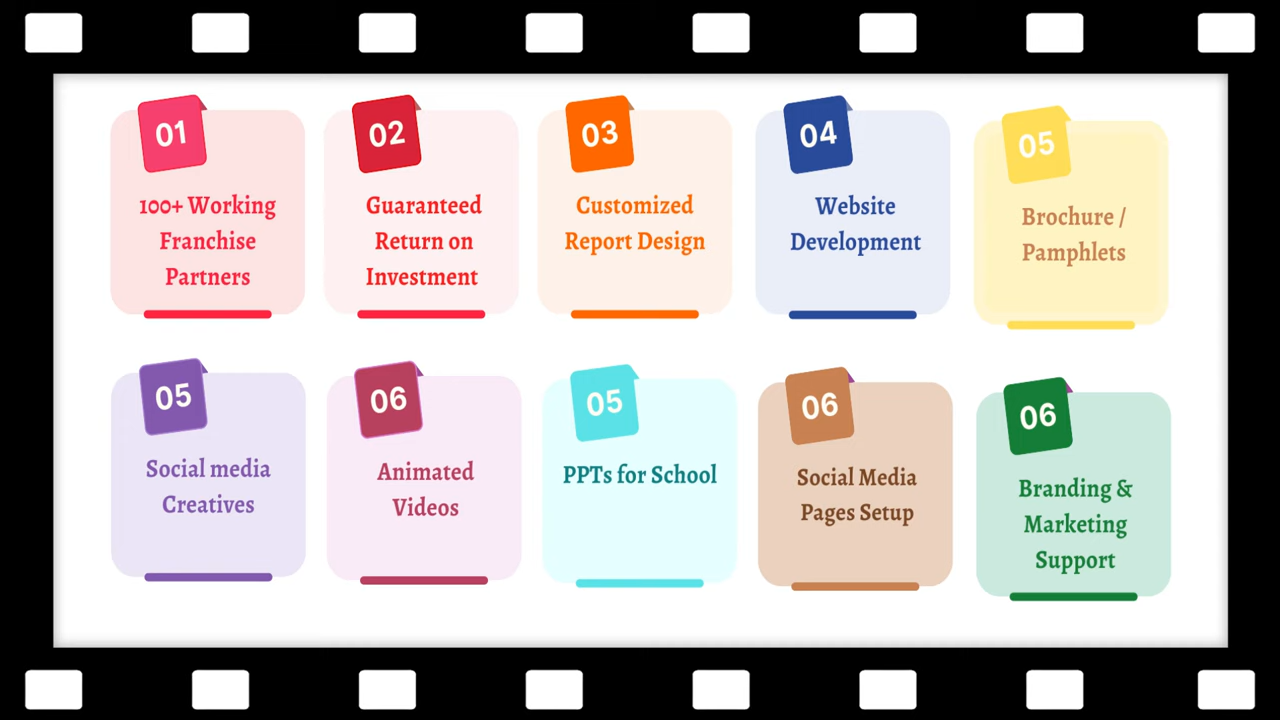 01
100+ Working
Franchise
Partners
02
Guaranteed
Return on
Investment
03
Customized
Report Design
04
Website
Development
05
Brochure /
Pamphlets
05
Social media
Creatives
06
Animated
Videos
05
PPTs for School
06
Social Media
Pages Setup
06
Branding &
Marketing
Support